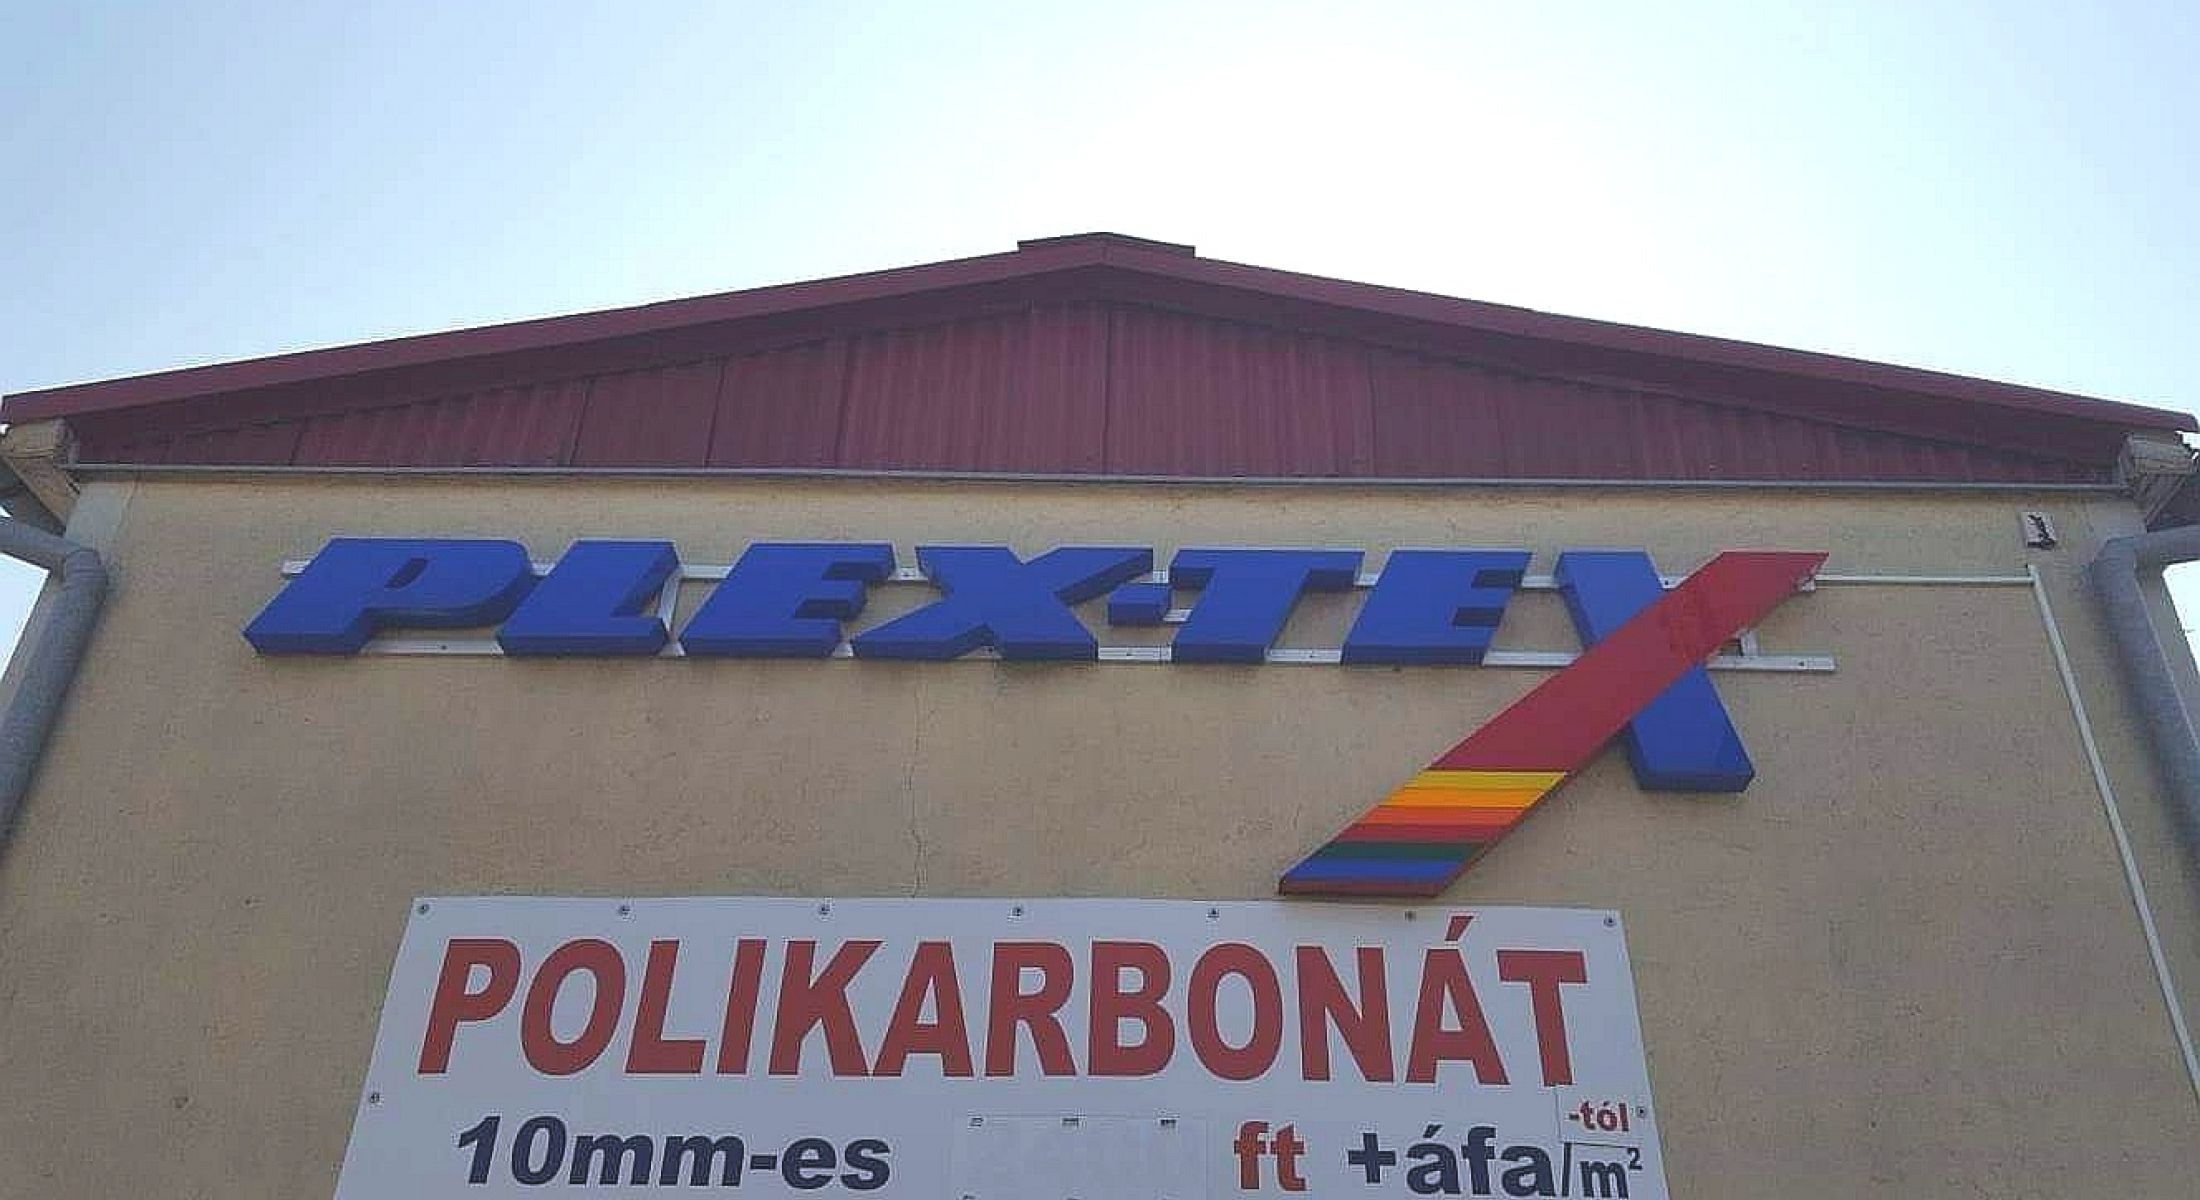 PLEX-TEX
POLIKARBONÁT
-tól
10mm-es ft +áfa/m²